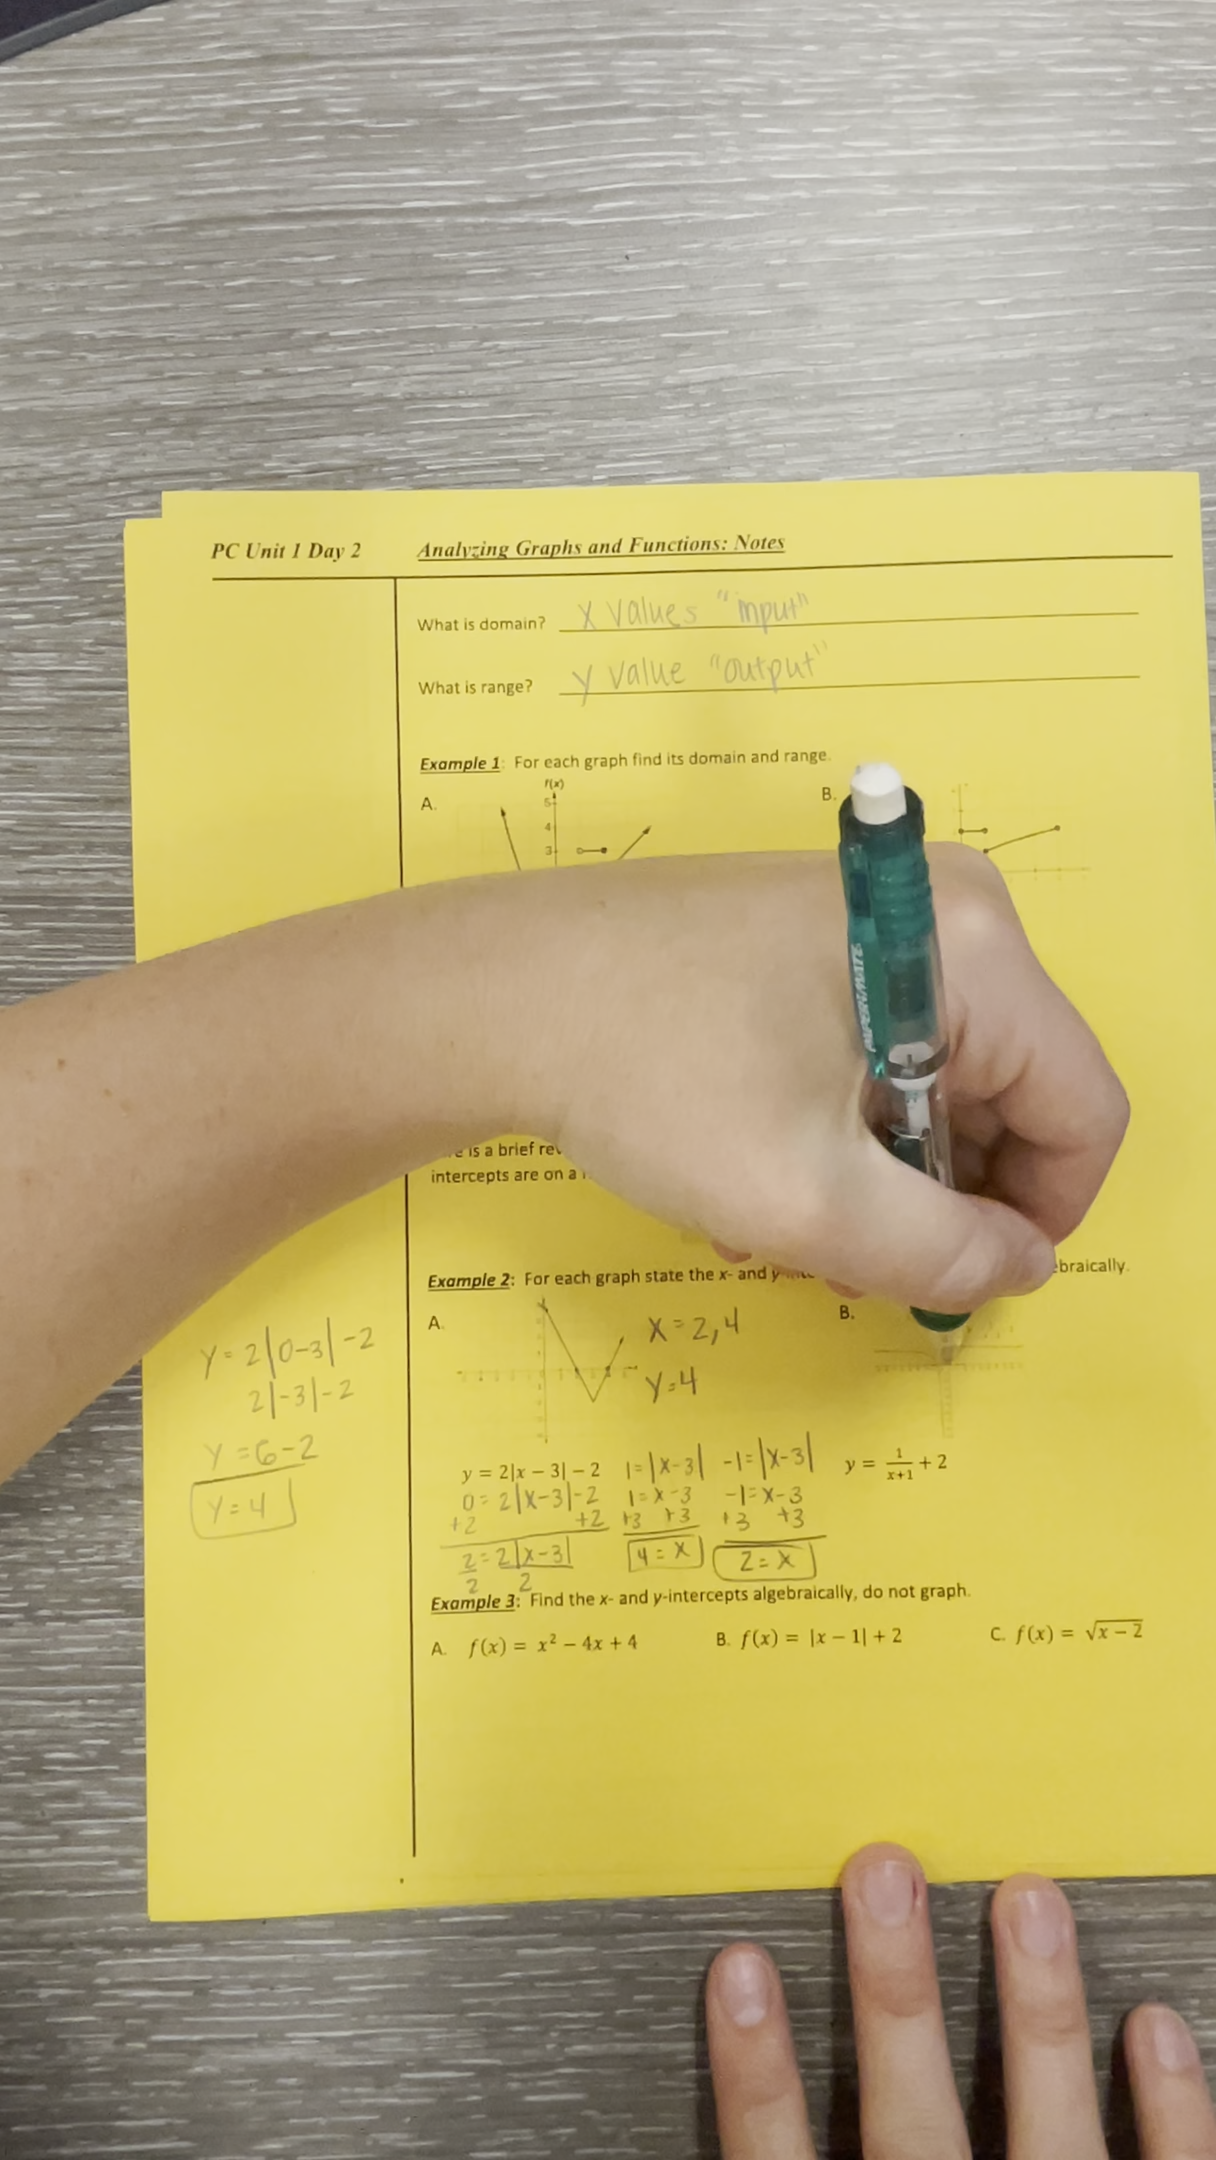 PC Unit 1 Day 2
Analyzing Graphs and Functions: Notes
What is domain? X values "input"
What is range? y value "output"
Example 1: For each graph find its domain and range.
A.
f(x)
5
4
3
B.
PAPERMATE
is a brief
intercepts are on a
Example 2: For each graph state the x- and y-
A.
X = 2,4
y=4
B.
y = 2|x − 3| − 2
0 = 2|x-3|-2
+2 +2
2 = 2|x-3|
2 2
1=|x-3|
1=x-3
+3 +3
4 = x
-1=|x-3|
-1=x-3
+3 +3
2 = x
y = 1/(x+1) + 2
y = 2|0-3|-2
2|-3|-2
y = 6-2
y = 4
Example 3: Find the x- and y-intercepts algebraically, do not graph.
A. f(x) = x² − 4x + 4
B. f(x) = |x − 1| + 2
C. f(x) = √x − 2